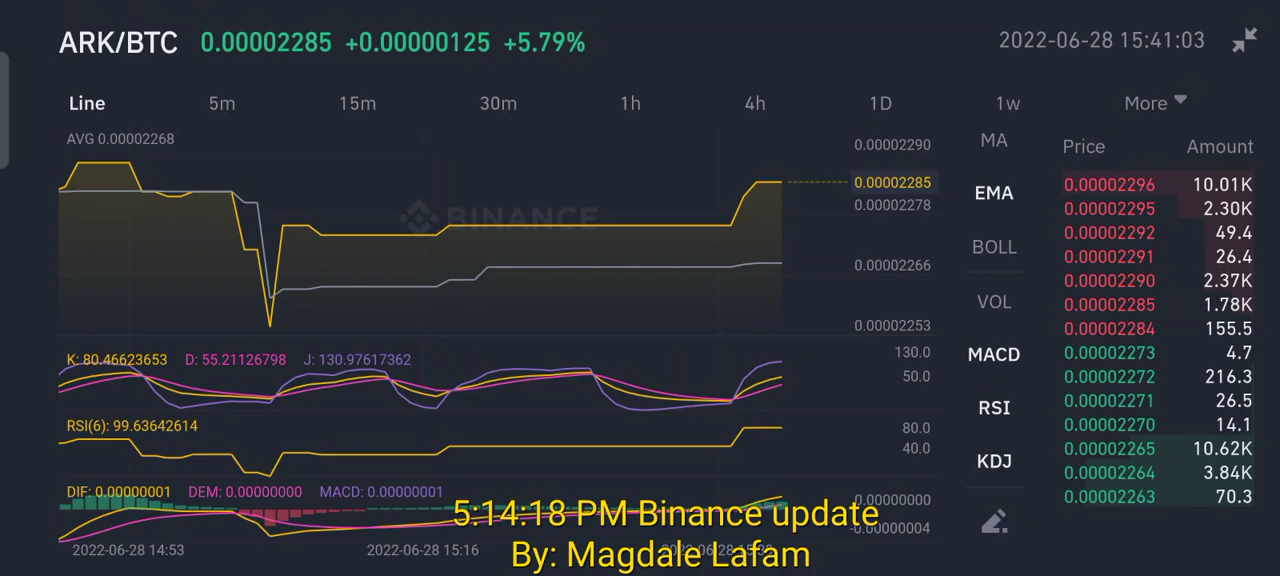 ARK/BTC 0.00002285 +0.00000125 +5.79% 2022-06-28 15:41:03
Line 5m 15m 30m 1h 4h 1D 1w More
AVG 0.00002268
0.00002290
0.00002285
0.00002278
0.00002266
0.00002253
BINANCE
K: 80.46623653 D: 55.21126798 J: 130.97617362
130.0
50.0
RSI(6): 99.63642614
80.0
40.0
DIF: 0.00000001 DEM: 0.00000000 MACD: 0.00000001
0.00000000
-0.00000004
2022-06-28 14:53 2022-06-28 15:16
MA
EMA
BOLL
VOL
MACD
RSI
KDJ
Price Amount
0.00002296 10.01K
0.00002295 2.30K
0.00002292 49.4
0.00002291 26.4
0.00002290 2.37K
0.00002285 1.78K
0.00002284 155.5
0.00002273 4.7
0.00002272 216.3
0.00002271 26.5
0.00002270 14.1
0.00002265 10.62K
0.00002264 3.84K
0.00002263 70.3
5:14:18 PM Binance update
By: Magdale Lafam